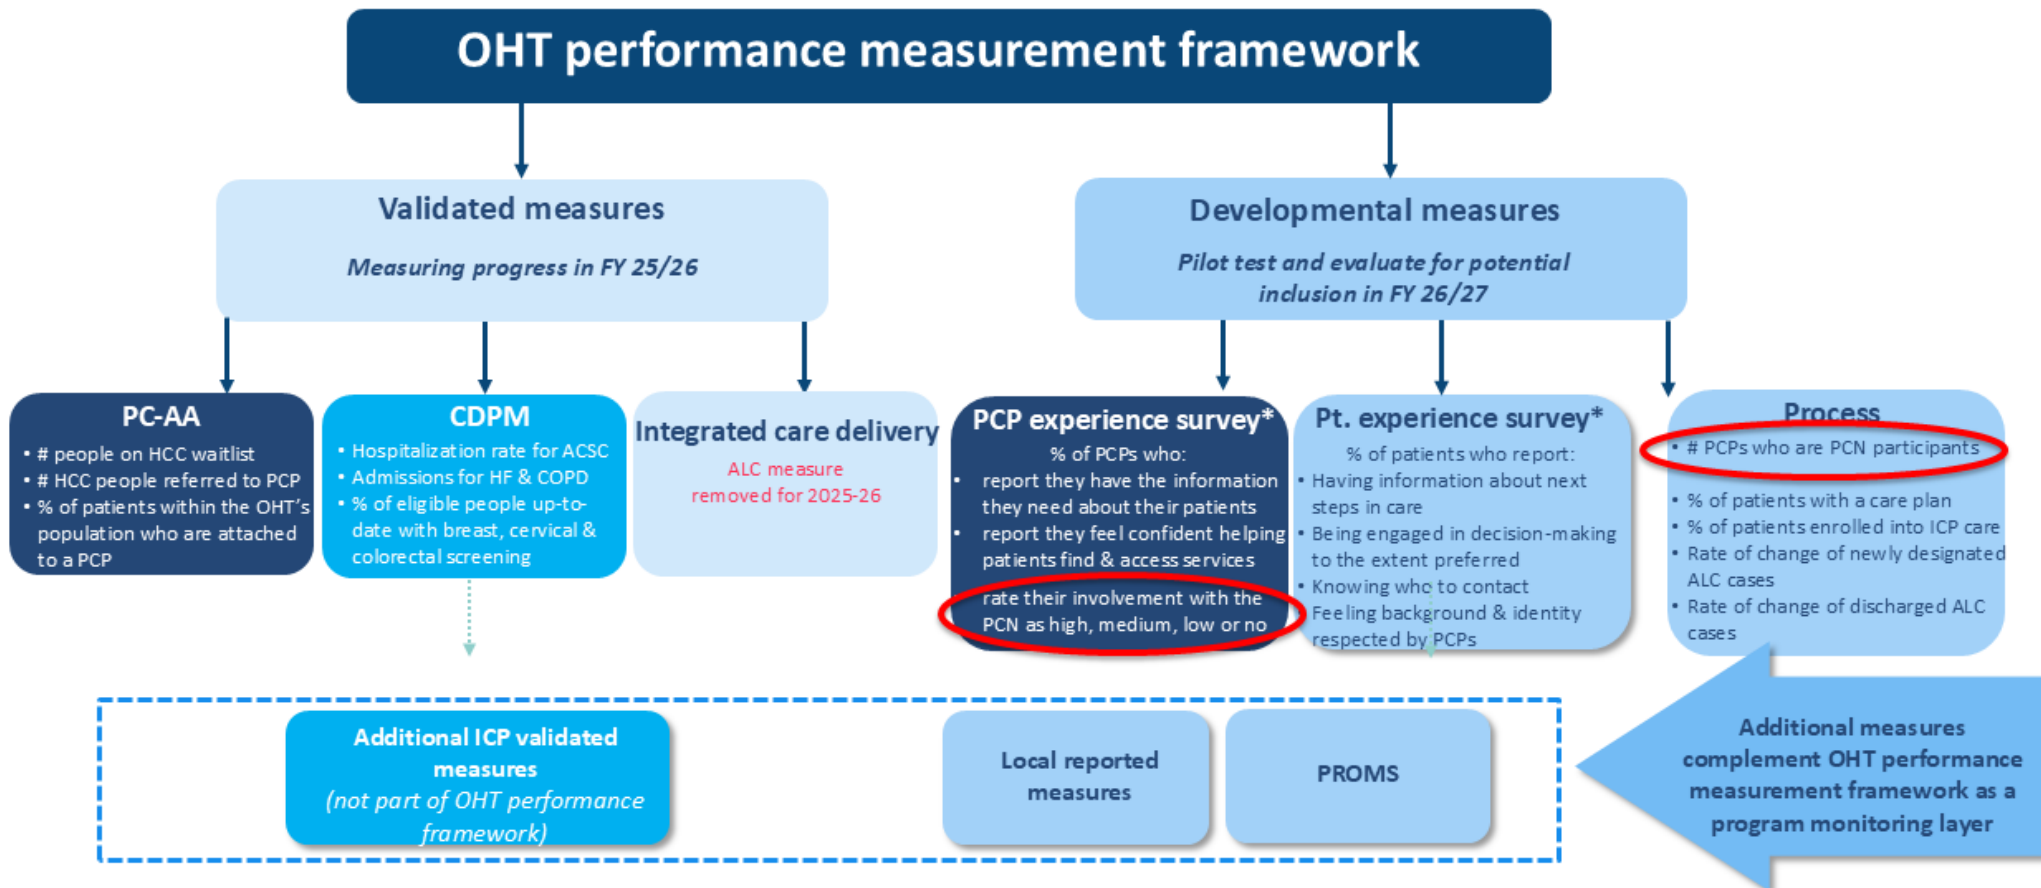 OHT performance measurement framework
Validated measures
Measuring progress in FY 25/26
Developmental measures
Pilot test and evaluate for potential
inclusion in FY 26/27
PC-AA
• # people on HCC waitlist
• # HCC people referred to PCP
• % of patients within the OHT's
population who are attached
to a PCP
CDPM
• Hospitalization rate for ACSC
• Admissions for HF & COPD
• % of eligible people up-to-
date with breast, cervical &
colorectal screening
Integrated care delivery
ALC measure
removed for 2025-26
PCP experience survey*
% of PCPs who:
• report they have the information
they need about their patients
• report they feel confident helping
patients find & access services
• rate their involvement with the
PCN as high, medium, low or no
Pt. experience survey*
% of patients who report:
• Having information about next
steps in care
• Being engaged in decision-making
to the extent preferred
• Knowing who to contact
• Feeling background & identity
respected by PCPs
Process
• # PCPs who are PCN participants
• % of patients with a care plan
• % of patients enrolled into ICP care
• Rate of change of newly designated
ALC cases
• Rate of change of discharged ALC
cases
Additional ICP validated
measures
(not part of OHT performance
framework)
Local reported
measures
PROMS
Additional measures
complement OHT performance
measurement framework as a
program monitoring layer